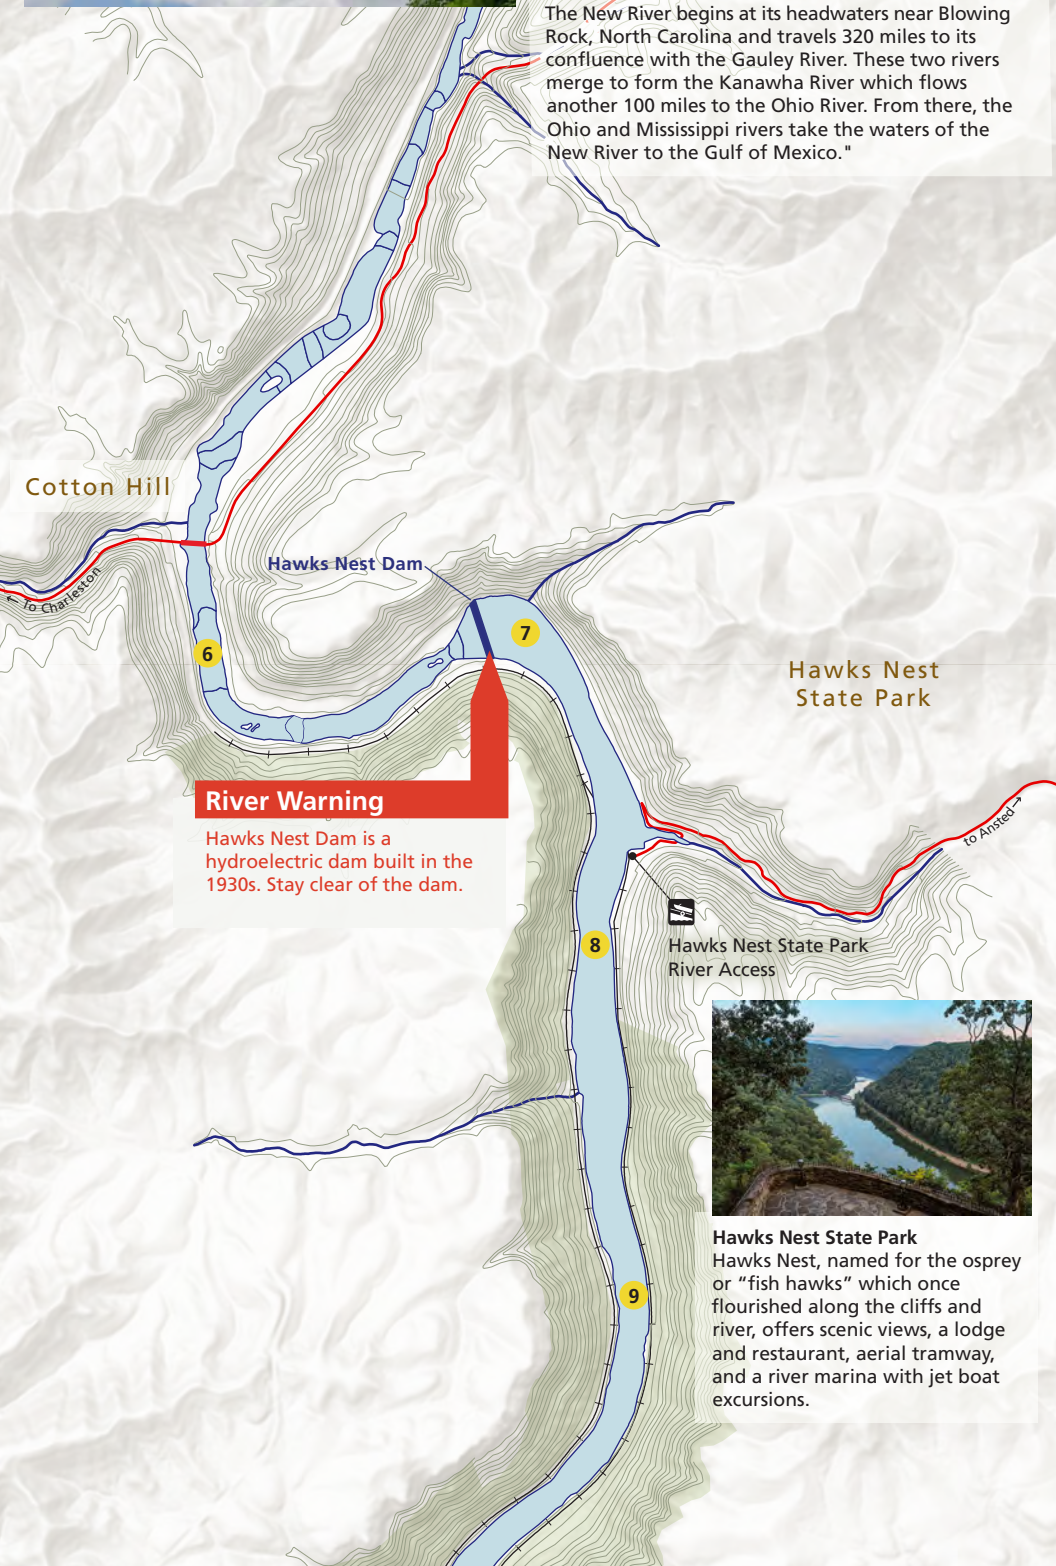 The New River begins at its headwaters near Blowing
Rock, North Carolina and travels 320 miles to its
confluence with the Gauley River. These two rivers
merge to form the Kanawha River which flows
another 100 miles to the Ohio River. From there, the
Ohio and Mississippi rivers take the waters of the
New River to the Gulf of Mexico."
Cotton Hill
Hawks Nest Dam
← To Charleston
7
6
Hawks Nest
State Park
River Warning
Hawks Nest Dam is a
hydroelectric dam built in the
1930s. Stay clear of the dam.
to Ansted →
8
Hawks Nest State Park
River Access
Hawks Nest State Park
Hawks Nest, named for the osprey
or “fish hawks” which once
flourished along the cliffs and
river, offers scenic views, a lodge
and restaurant, aerial tramway,
and a river marina with jet boat
excursions.
9